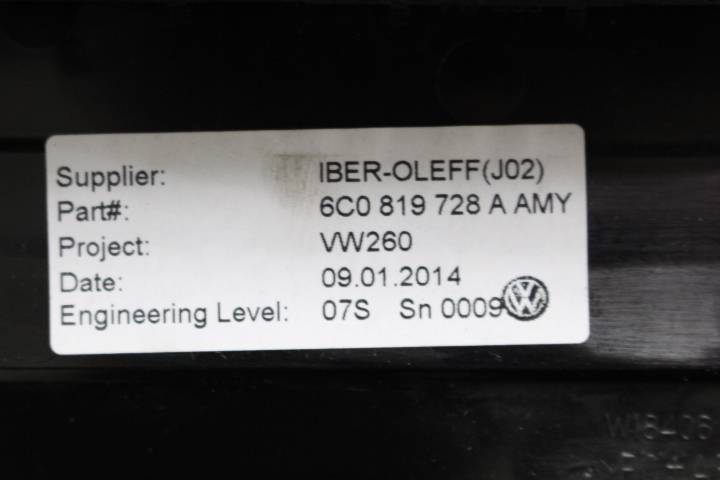 Supplier: IBER-OLEFF(J02)
Part#: 6C0 819 728 A AMY
Project: VW260
Date: 09.01.2014
Engineering Level: 07S Sn 0009